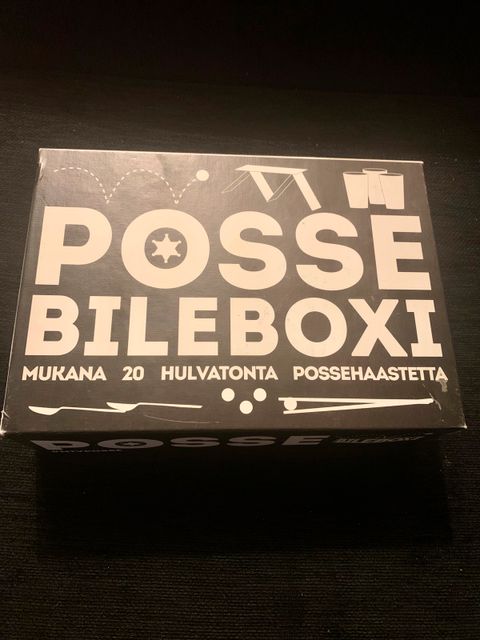 POSSE
BILEBOXI
MUKANA 20 HULVATONTA POSSEHAASTETTA
POSSE BILEBOXI